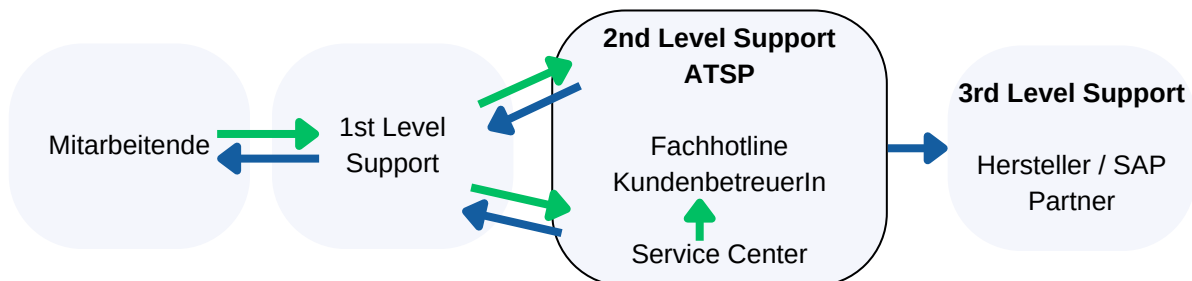 Mitarbeitende
1st Level
Support
2nd Level Support
ATSP
Fachhotline
KundenbetreuerIn
Service Center
3rd Level Support
Hersteller / SAP
Partner